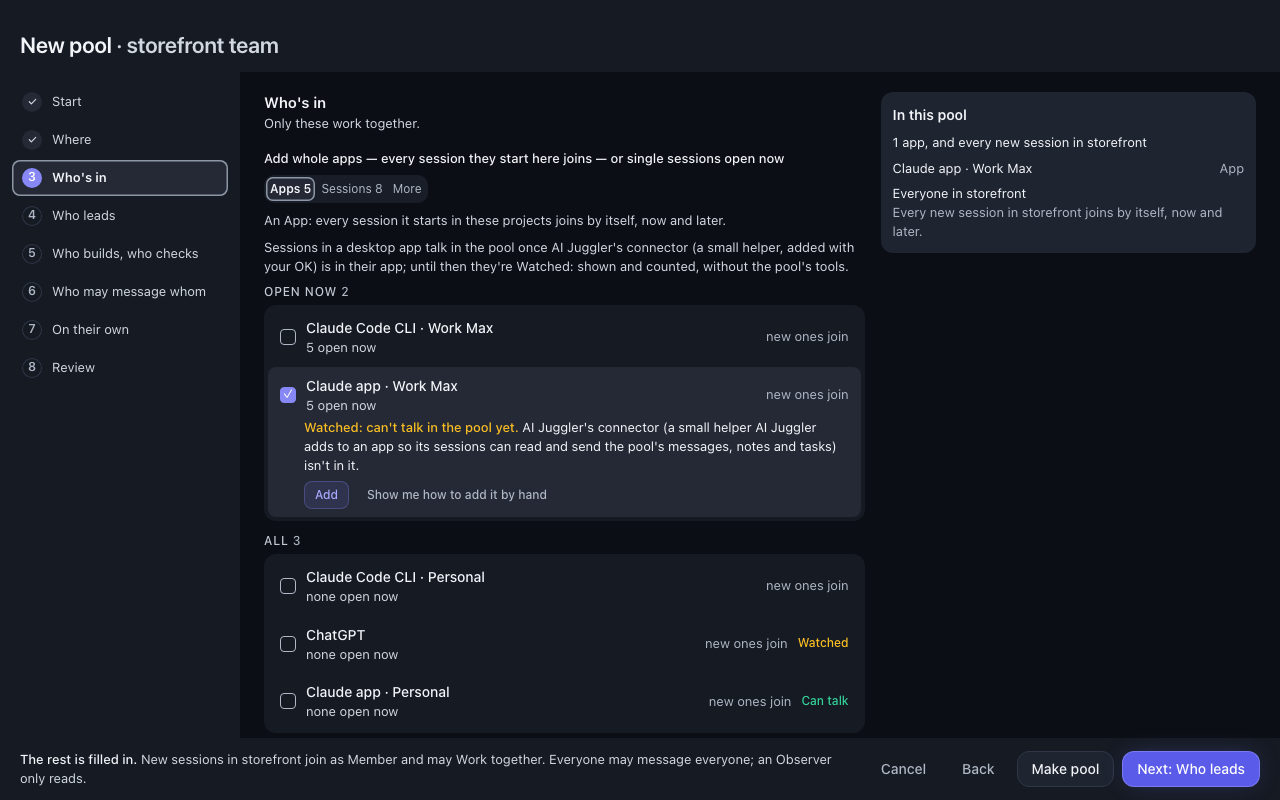 New pool · storefront team
Start
Where
3 Who's in
4 Who leads
5 Who builds, who checks
6 Who may message whom
7 On their own
8 Review
Who's in
Only these work together.
Add whole apps — every session they start here joins — or single sessions open now
Apps 5 Sessions 8 More
An App: every session it starts in these projects joins by itself, now and later.
Sessions in a desktop app talk in the pool once AI Juggler's connector (a small helper, added with
your OK) is in their app; until then they're Watched: shown and counted, without the pool's tools.
OPEN NOW 2
Claude Code CLI · Work Max
5 open now
new ones join
Claude app · Work Max
5 open now
new ones join
Watched: can't talk in the pool yet. AI Juggler's connector (a small helper AI Juggler
adds to an app so its sessions can read and send the pool's messages, notes and tasks)
isn't in it.
Add Show me how to add it by hand
ALL 3
Claude Code CLI · Personal
none open now
new ones join
ChatGPT
none open now
new ones join Watched
Claude app · Personal
none open now
new ones join Can talk
In this pool
1 app, and every new session in storefront
Claude app · Work Max App
Everyone in storefront
Every new session in storefront joins by itself, now and
later.
The rest is filled in. New sessions in storefront join as Member and may Work together. Everyone may message everyone; an Observer
only reads.
Cancel Back Make pool Next: Who leads